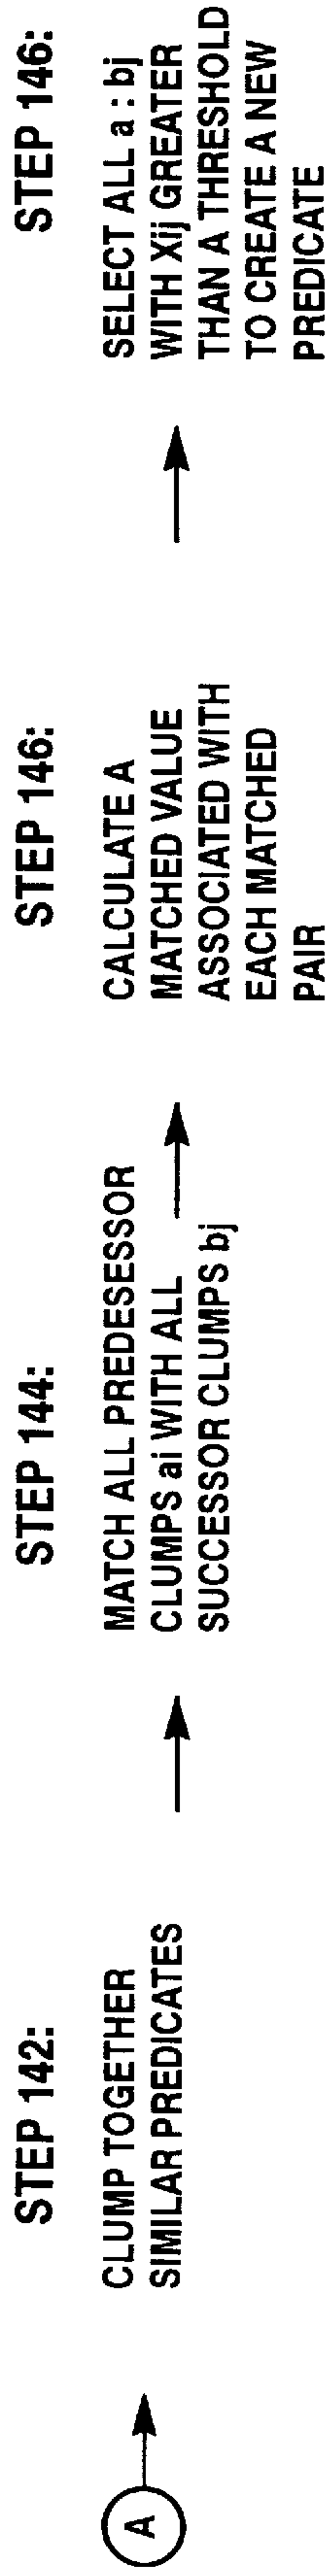 A
STEP 142:
CLUMP TOGETHER
SIMILAR PREDICATES
STEP 144:
MATCH ALL PREDESESSOR
CLUMPS ai WITH ALL
SUCCESSOR CLUMPS bj
STEP 146:
CALCULATE A
MATCHED VALUE
ASSOCIATED WITH
EACH MATCHED
PAIR
STEP 146:
SELECT ALL a : bj
WITH Xij GREATER
THAN A THRESHOLD
TO CREATE A NEW
PREDICATE